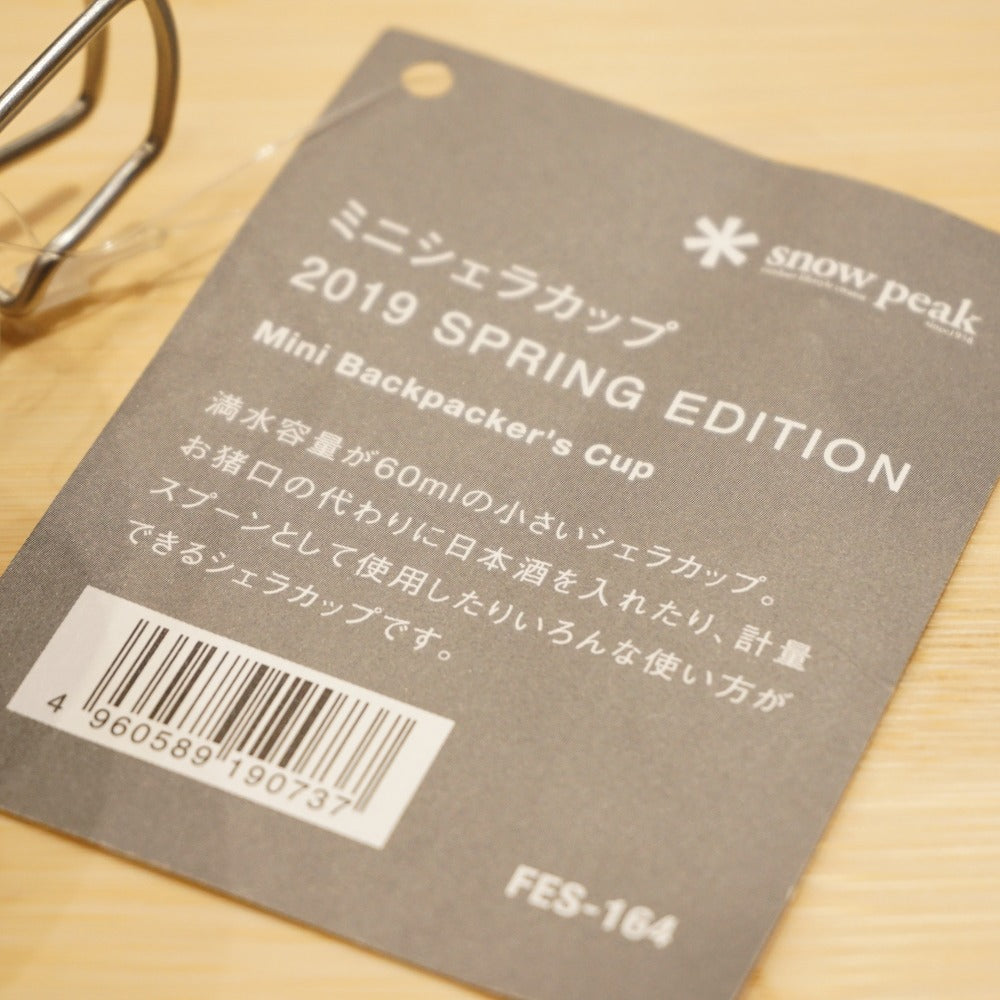 snow peak
ミニシェラカップ
2019 SPRING EDITION
Mini Backpacker's Cup
満水容量が60mlの小さいシェラカップ。
お猪口の代わりに日本酒を入れたり、計量
スプーンとして使用したりいろんな使い方が
できるシェラカップです。
4 960589 190737
FES-164